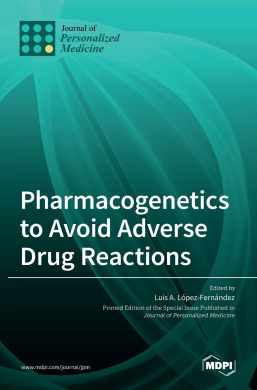 Journal of
Personalized
Medicine
Pharmacogenetics
to Avoid Adverse
Drug Reactions
Edited by
Luis A. López-Fernández
Printed Edition of the Special Issue Published in
Journal of Personalized Medicine
www.mdpi.com/journal/jpm
MDPI